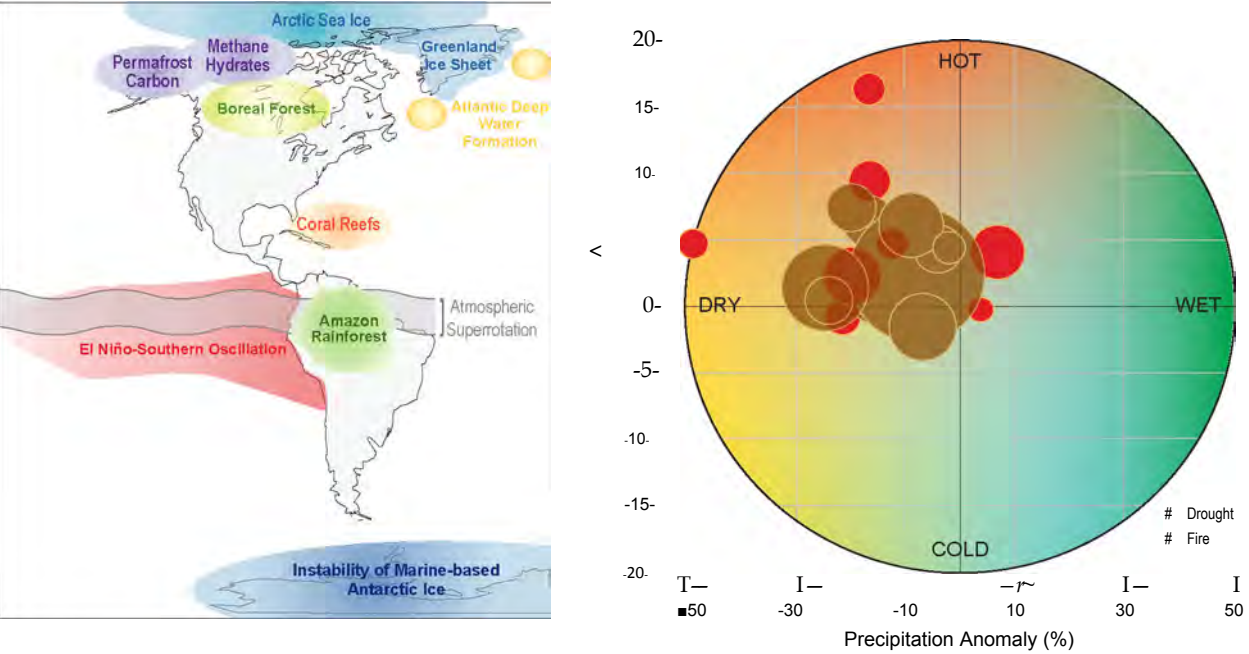 Arctic Sea Ice
Methane
Hydrates
Permafrost
Carbon
Greenland
Ice Sheet
Boreal Forest
Atlantic Deep
Water
Formation
Coral Reefs
Atmospheric
Superrotation
Amazon
Rainforest
El Niño-Southern Oscillation
Instability of Marine-based
Antarctic Ice
20-
15-
10-
<
0-
-5-
-10-
-15-
-20-
HOT
DRY
WET
COLD
# Drought
# Fire
T– I– –r~ I– I
■50 -30 -10 10 30 50
Precipitation Anomaly (%)